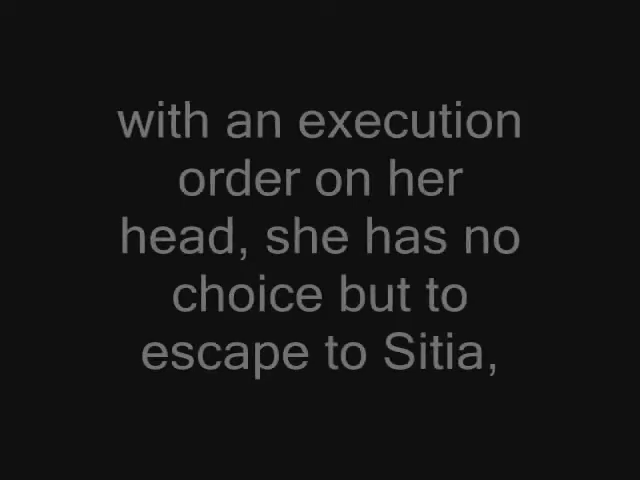 with an execution
order on her
head, she has no
choice but to
escape to Sitia,